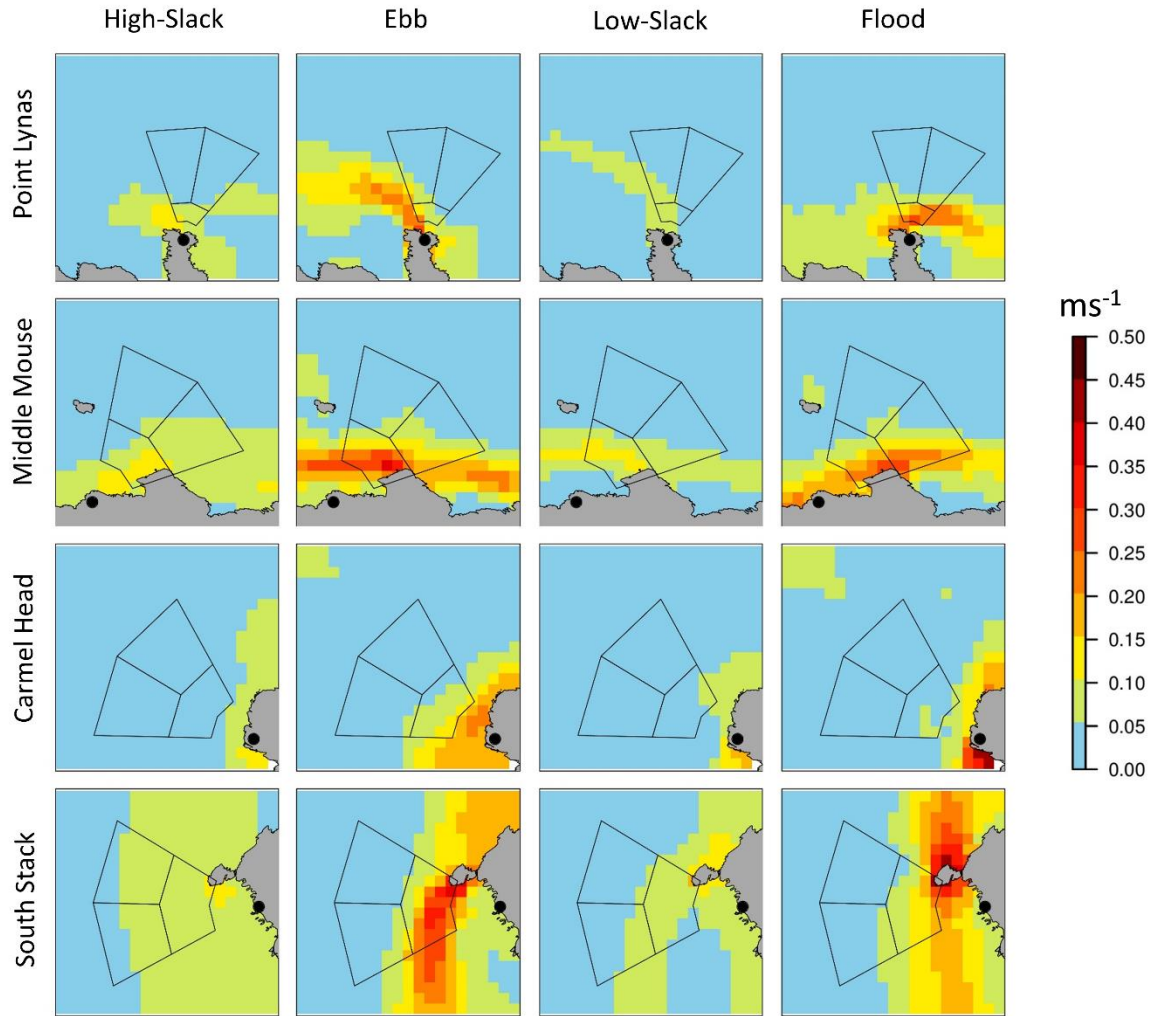 High-Slack Ebb Low-Slack Flood
Point Lynas
Middle Mouse
Carmel Head
South Stack
ms⁻¹
0.50
0.45
0.40
0.35
0.30
0.25
0.20
0.15
0.10
0.05
0.00